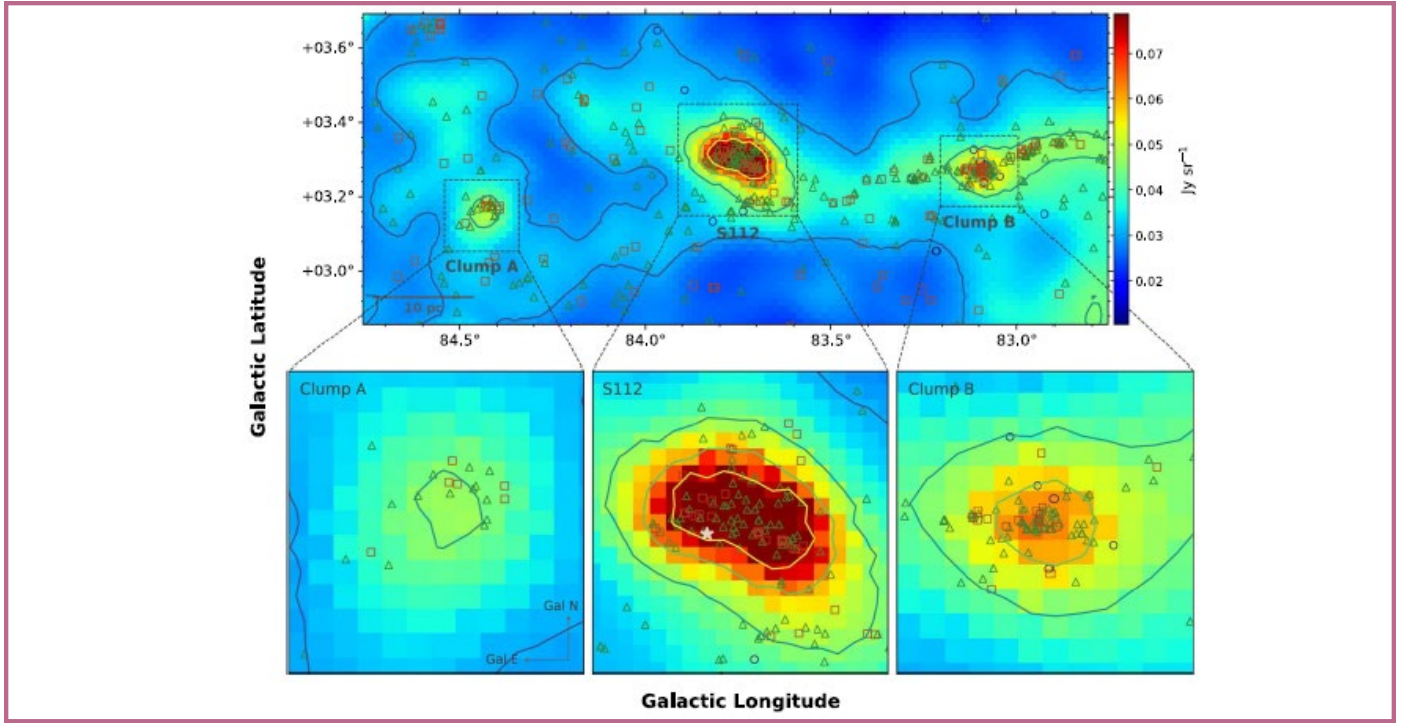 +03.6°
+03.4°
+03.2°
+03.0°
Clump A
S112
Clump B
10 pc
84.5°
84.0°
83.5°
83.0°
0.07
0.06
0.05
0.04
0.03
0.02
Jy sr⁻¹
Galactic Latitude
Clump A
Gal N
Gal E
S112
Clump B
Galactic Longitude